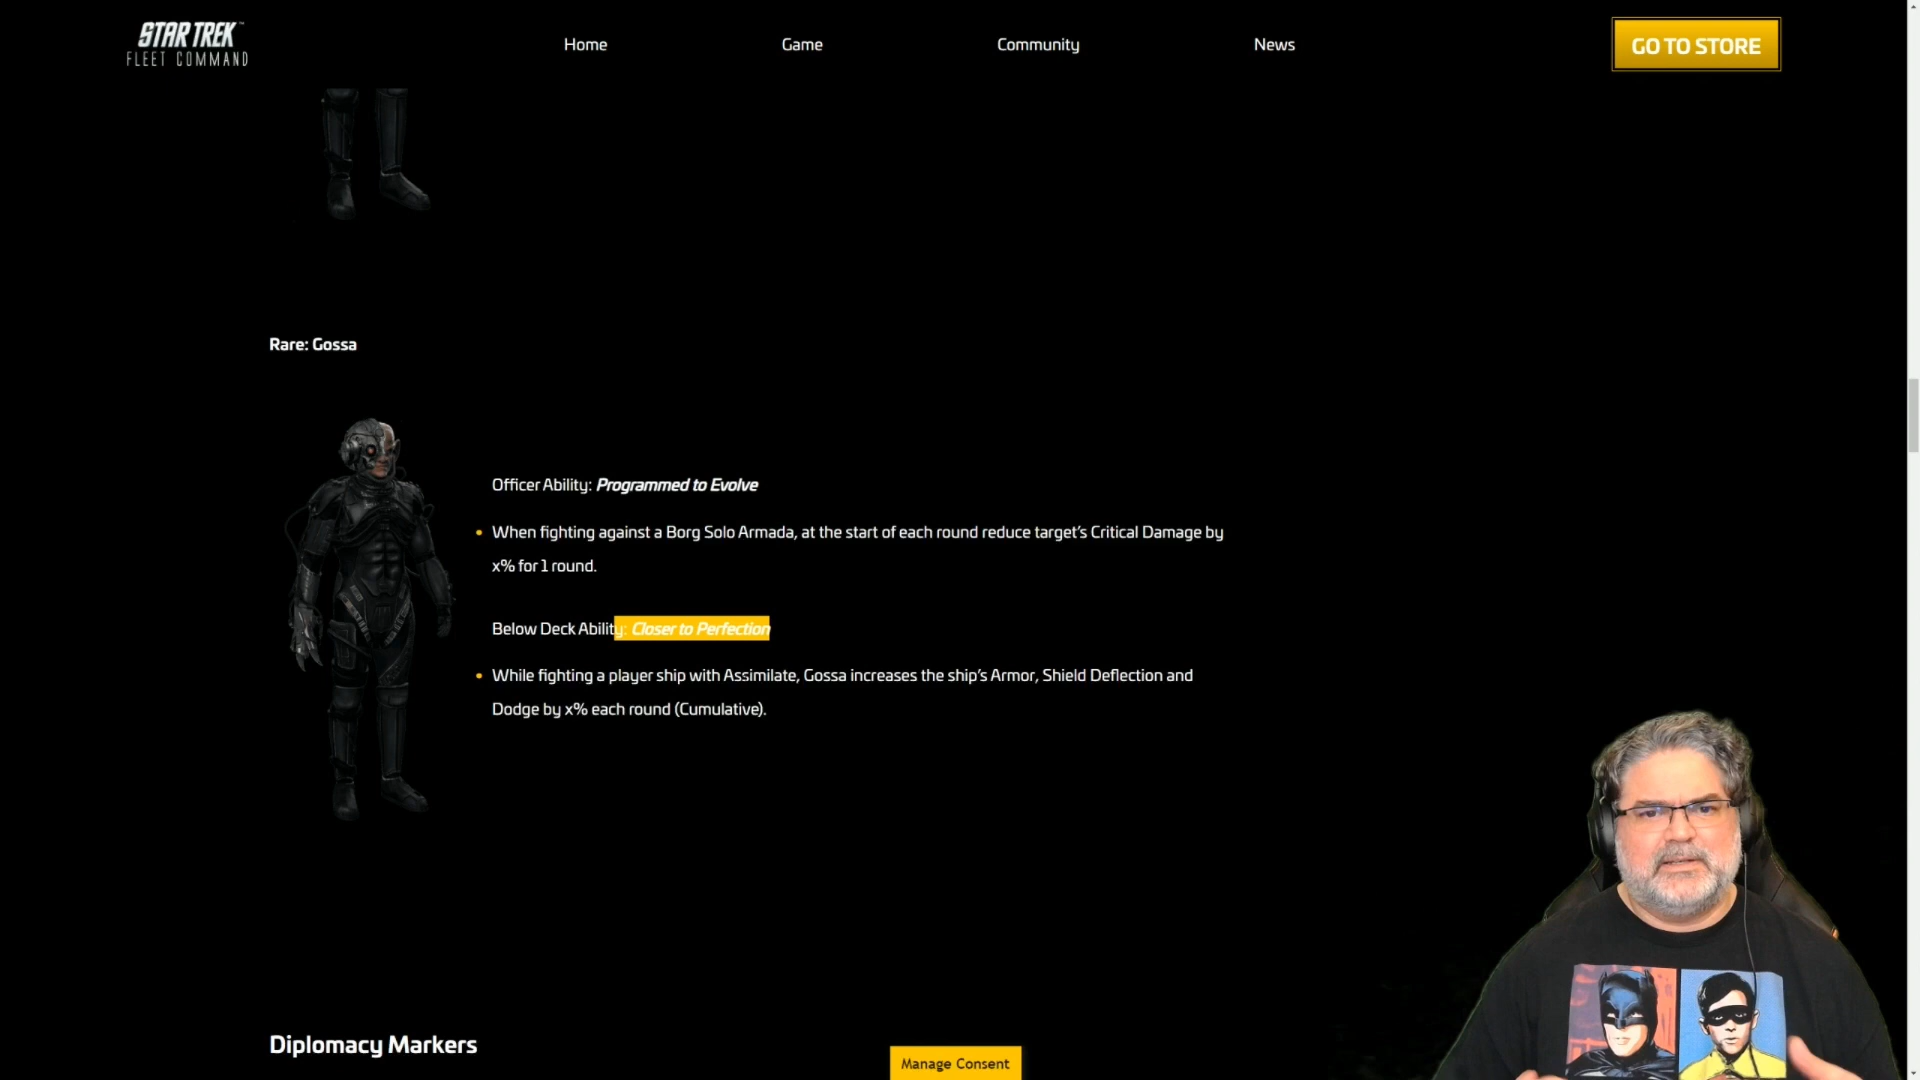 STAR TREK™
FLEET COMMAND
Home
Game
Community
News
GO TO STORE
Rare: Gossa
Officer Ability: Programmed to Evolve
• When fighting against a Borg Solo Armada, at the start of each round reduce target’s Critical Damage by
x% for 1 round.
Below Deck Ability: Closer to Perfection
• While fighting a player ship with Assimilate, Gossa increases the ship’s Armor, Shield Deflection and
Dodge by x% each round (Cumulative).
Diplomacy Markers
Manage Consent